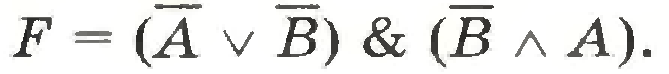 F = (A̅ ∨ B̅) & (B̅ ∧ A).